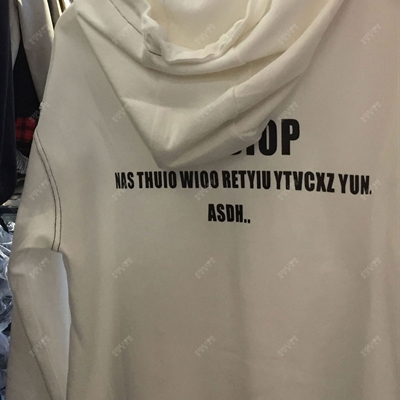 NAS THUIO WIOO RETYIU YTVCXZ YUN.
ASDH..